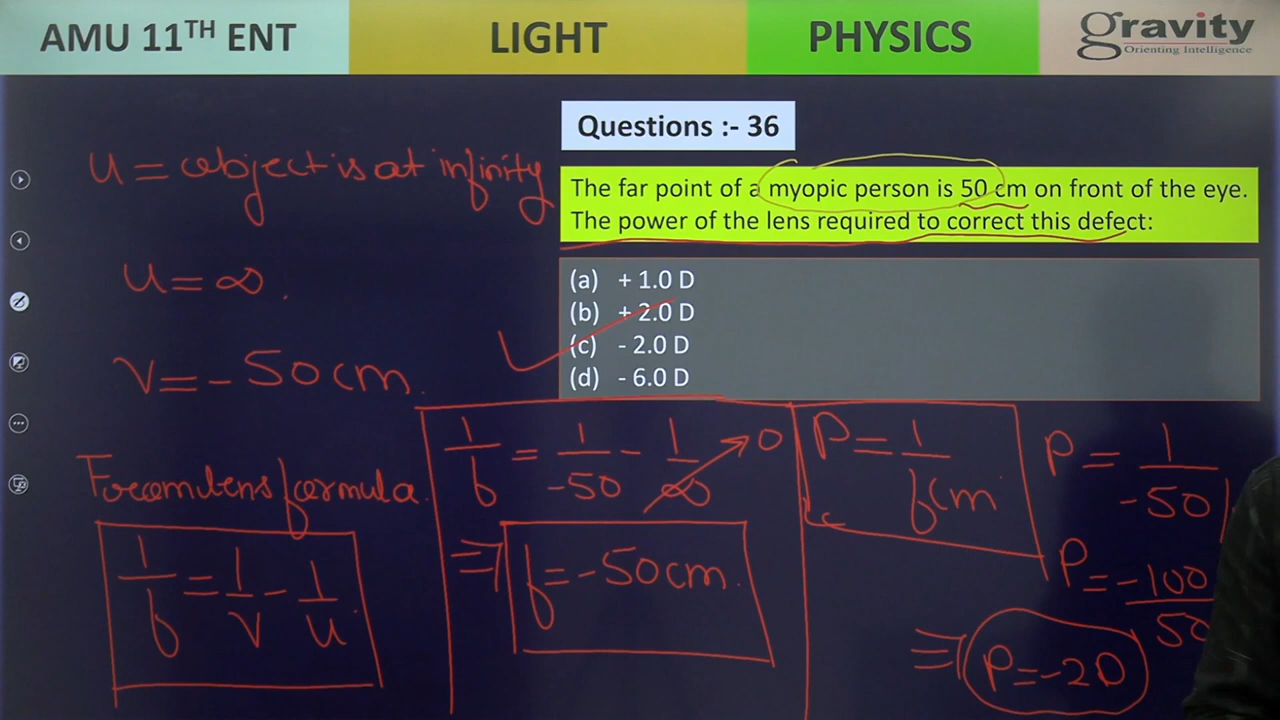 AMU 11TH ENT
LIGHT
PHYSICS
gravity
Orienting Intelligence
Questions :- 36
The far point of a myopic person is 50 cm on front of the eye.
The power of the lens required to correct this defect:
(a) + 1.0 D
(b) + 2.0 D
(c) - 2.0 D
(d) - 6.0 D
u = object is at infinity
u = ∞.
v = - 50 cm.
From lens formula
1/f = 1/v - 1/u
1/f = 1/-50 - 1/∞ → 0
⇒ f = -50 cm.
P = 1/f(m
P = 1/-50
P = -100/50
⇒ P = -2D